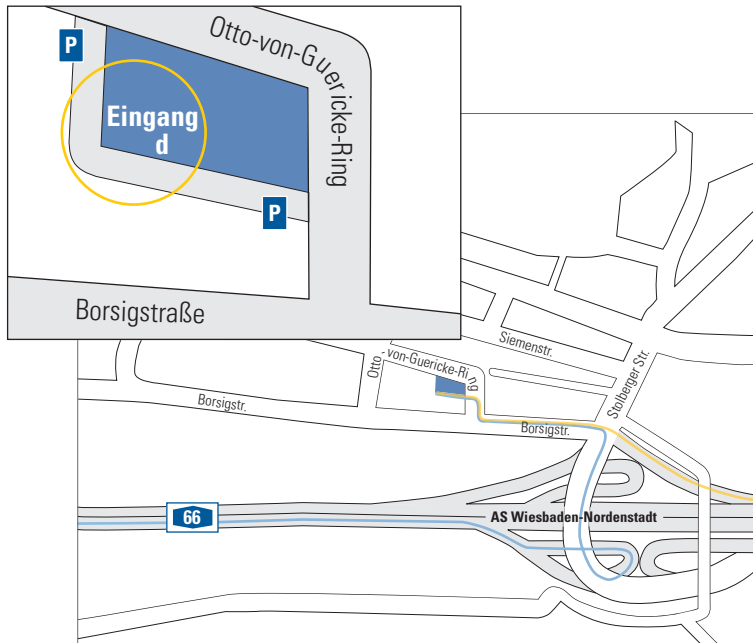 P
Otto-von-Guericke-Ring
Eingang
d
P
Borsigstraße
Siemenstr.
Otto-von-Guericke-Ring
Stolberger Str.
Borsigstr.
Borsigstr.
66
AS Wiesbaden-Nordenstadt